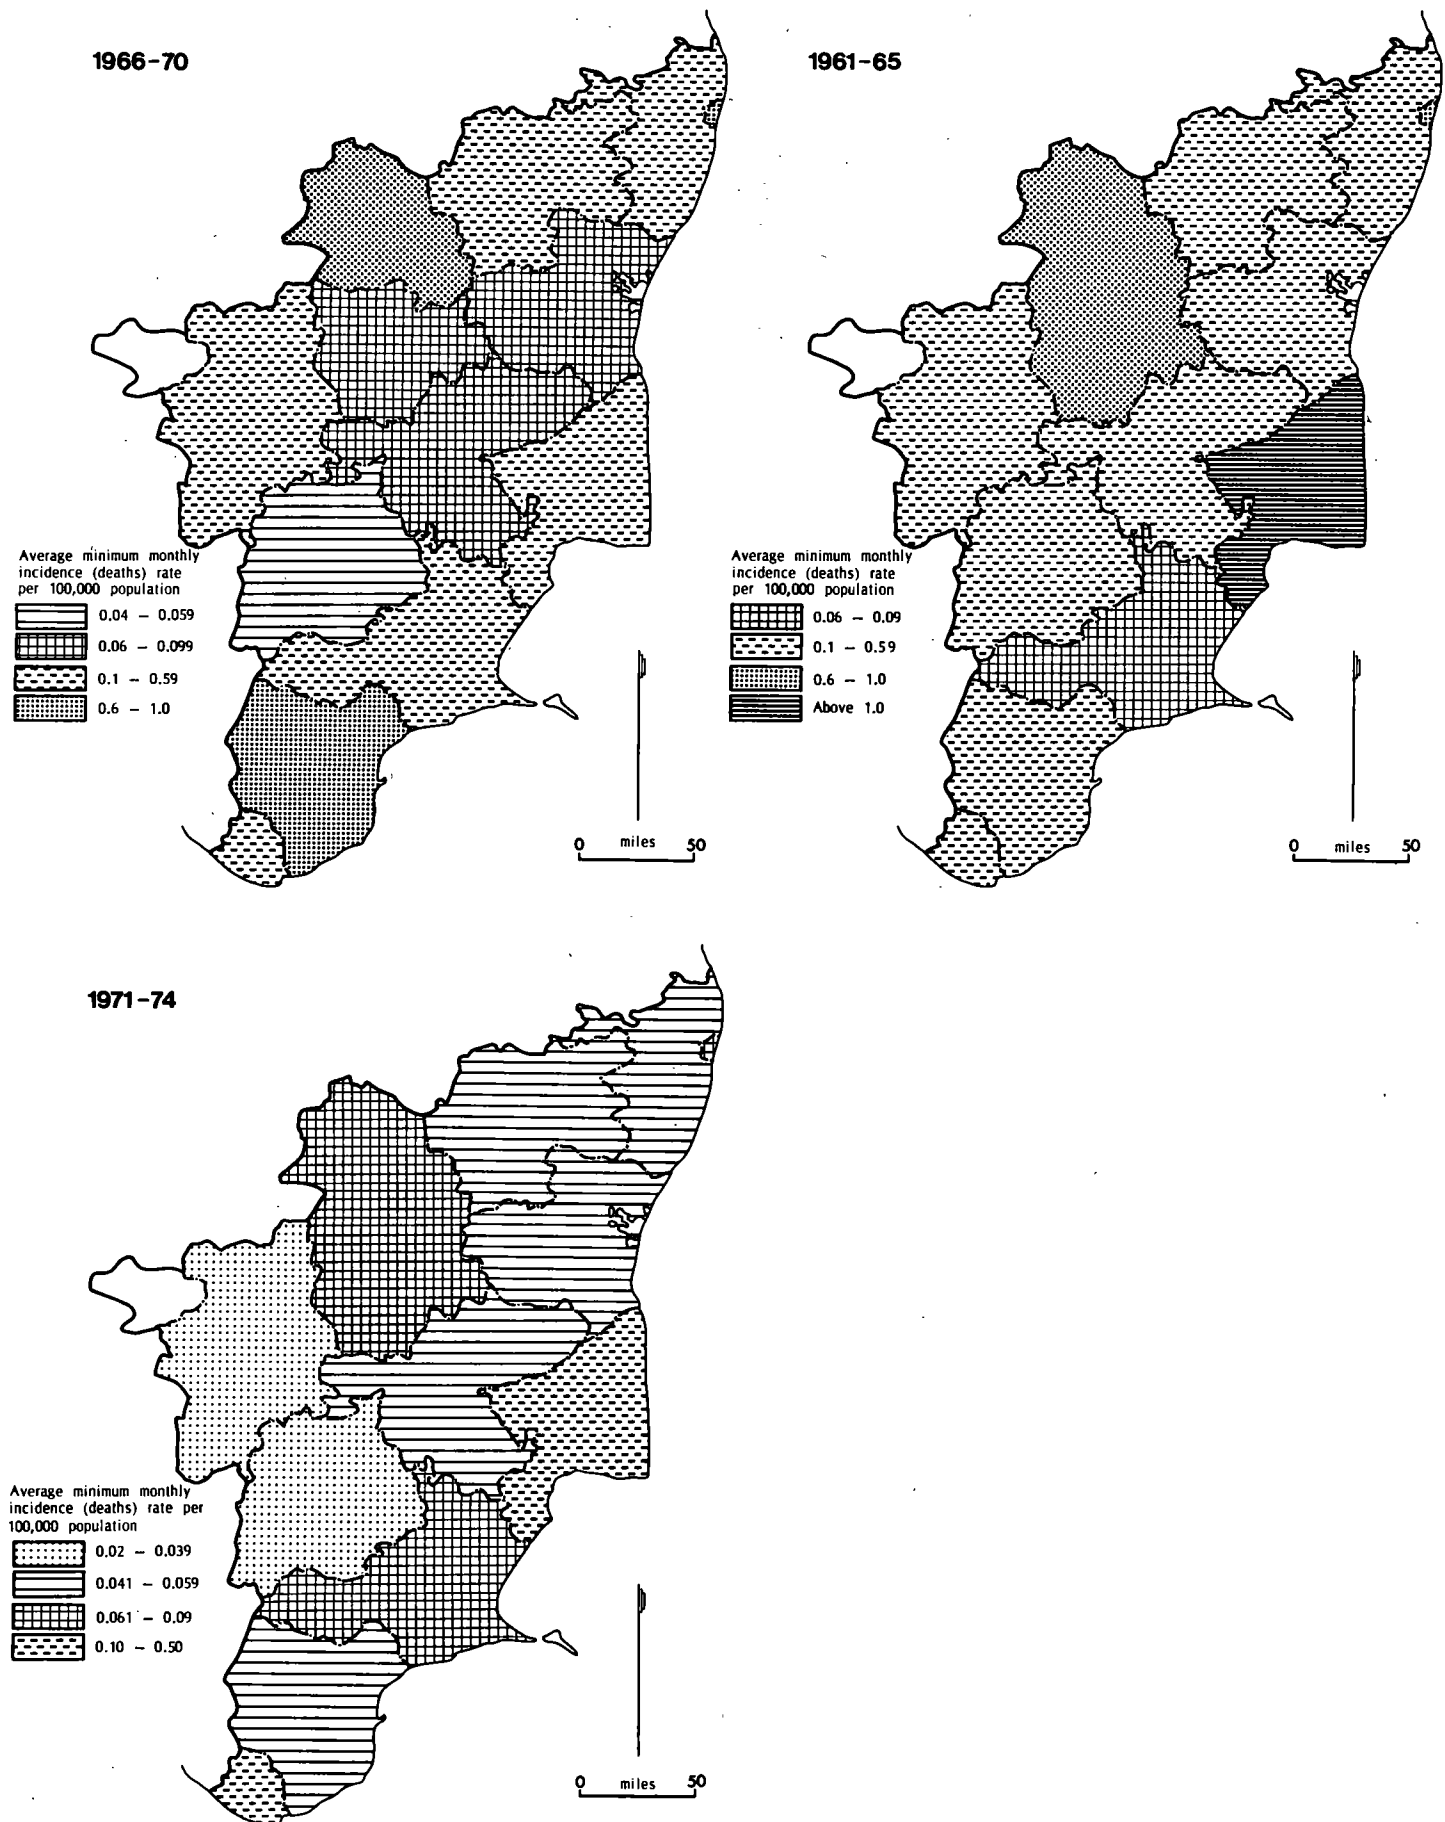 1966-70
Average minimum monthly
incidence (deaths) rate
per 100,000 population
0.04 – 0.059
0.06 – 0.099
0.1 – 0.59
0.6 – 1.0
0 miles 50
1961-65
Average minimum monthly
incidence (deaths) rate
per 100,000 population
0.06 – 0.09
0.1 – 0.59
0.6 – 1.0
Above 1.0
0 miles 50
1971-74
Average minimum monthly
incidence (deaths) rate per
100,000 population
0.02 – 0.039
0.041 – 0.059
0.061 – 0.09
0.10 – 0.50
0 miles 50